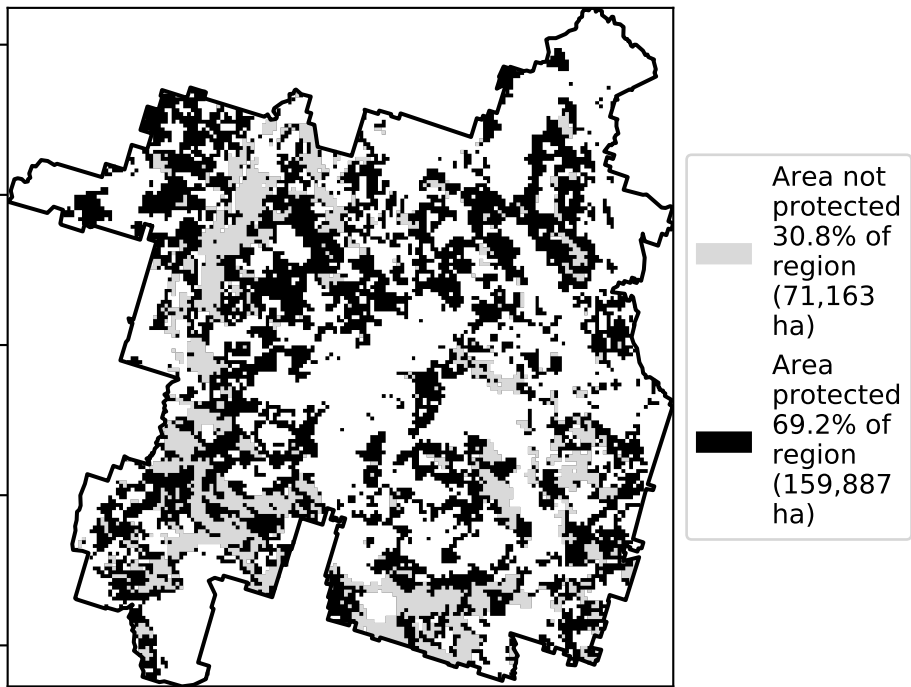 Area not
protected
30.8% of
region
(71,163
ha)
Area
protected
69.2% of
region
(159,887
ha)